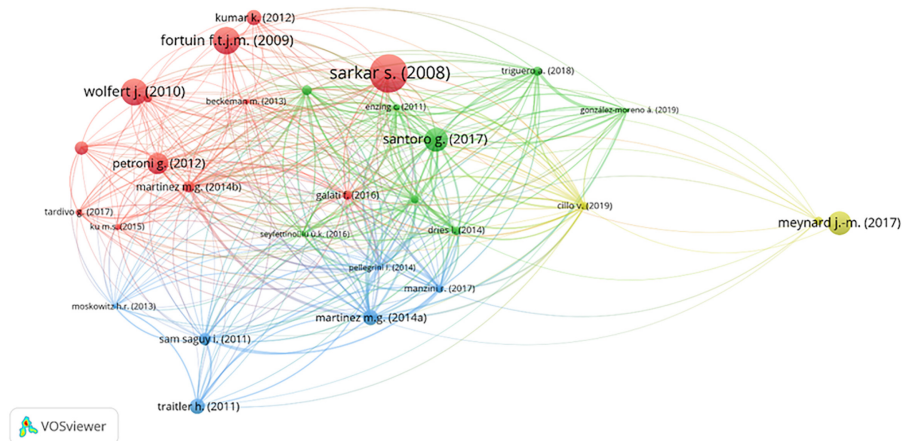 kumar k. (2012)
fortuin f.t.j.m. (2009)
sarkar s. (2008)
triguero a. (2018)
wolfert j. (2010)
beckeman m. (2013)
enzing c. (2011)
gonzález-moreno á. (2019)
santoro g. (2017)
petroni g. (2012)
martinez m.g. (2014b)
galati f. (2016)
cillo v. (2019)
tardivo g. (2017)
meynard j.-m. (2017)
ku m.s. (2015)
dries l. (2014)
u.k. (2016)
pellegrini l. (2014)
manzini r. (2017)
moskowitz h.r. (2013)
martinez m.g. (2014a)
sam saguy i. (2011)
traitler h. (2011)
VOSviewer